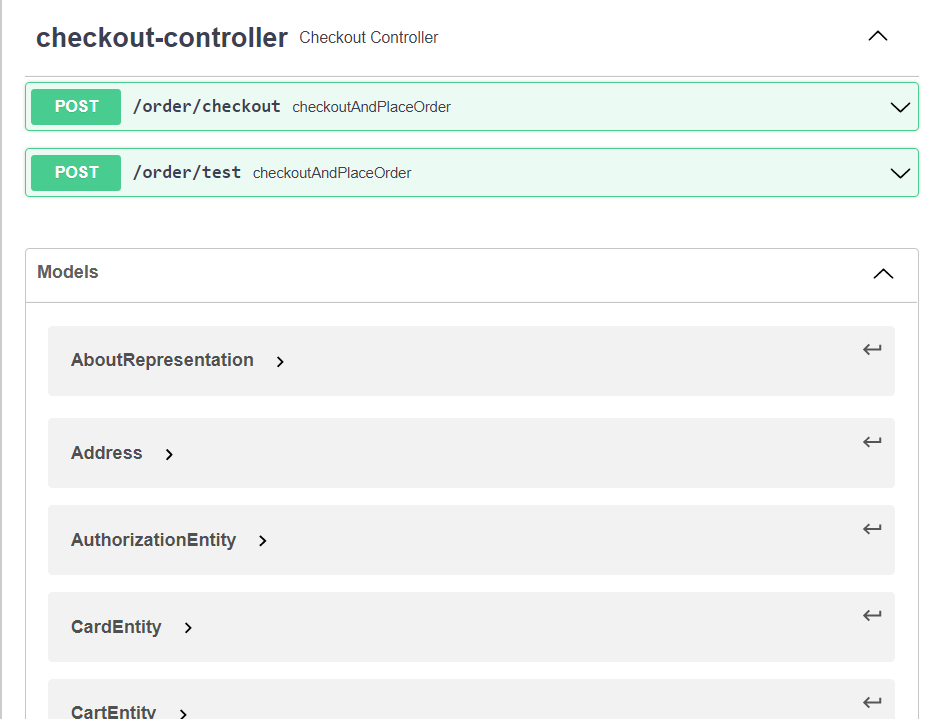 checkout-controller Checkout Controller
POST /order/checkout checkoutAndPlaceOrder
POST /order/test checkoutAndPlaceOrder
Models
AboutRepresentation
Address
AuthorizationEntity
CardEntity
CartEntity